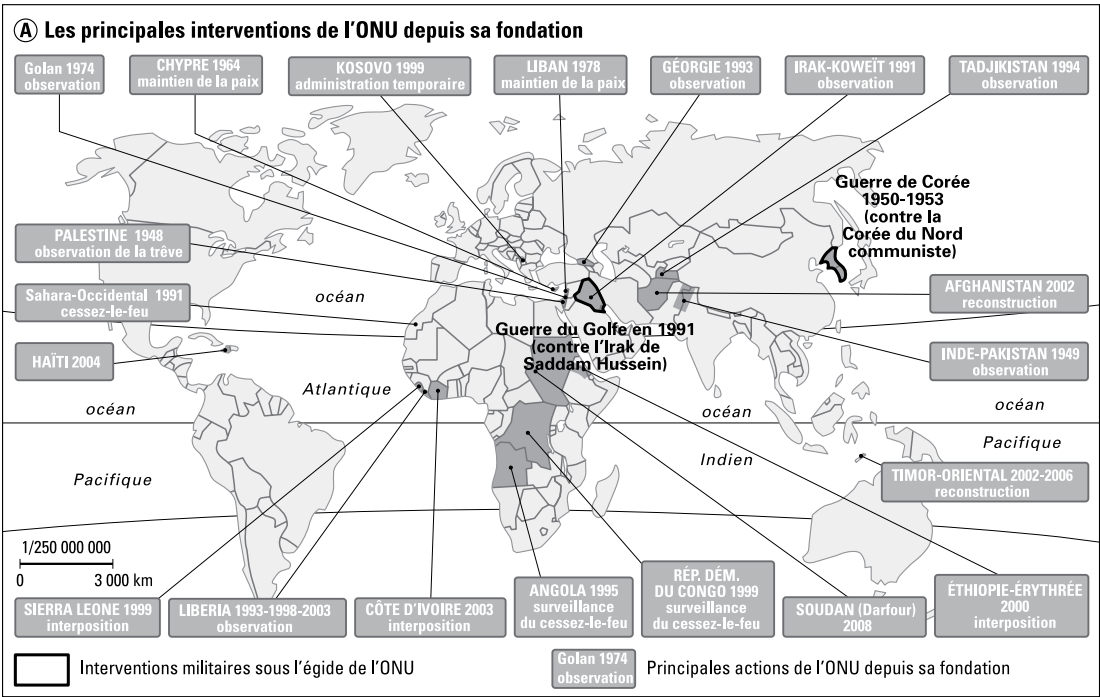 A Les principales interventions de l'ONU depuis sa fondation
Golan 1974
observation
CHYPRE 1964
maintien de la paix
KOSOVO 1999
administration temporaire
LIBAN 1978
maintien de la paix
GÉORGIE 1993
observation
IRAK-KOWEÏT 1991
observation
TADJIKISTAN 1994
observation
Guerre de Corée
1950-1953
(contre la
Corée du Nord
communiste)
PALESTINE 1948
observation de la trêve
Sahara-Occidental 1991
cessez-le-feu
océan
AFGHANISTAN 2002
reconstruction
Guerre du Golfe en 1991
(contre l'Irak de
Saddam Hussein)
HAÏTI 2004
INDE-PAKISTAN 1949
observation
Atlantique
océan
océan
océan
Pacifique
Indien
Pacifique
TIMOR-ORIENTAL 2002-2006
reconstruction
1/250 000 000
0 3 000 km
SIERRA LEONE 1999
interposition
LIBERIA 1993-1998-2003
observation
CÔTE D'IVOIRE 2003
interposition
ANGOLA 1995
surveillance
du cessez-le-feu
RÉP. DÉM.
DU CONGO 1999
surveillance
du cessez-le-feu
SOUDAN (Darfour)
2008
ÉTHIOPIE-ÉRYTHRÉE
2000
interposition
Interventions militaires sous l'égide de l'ONU
Golan 1974
observation
Principales actions de l'ONU depuis sa fondation